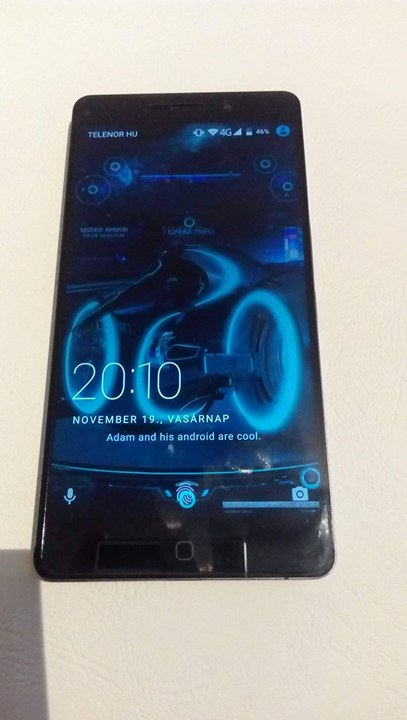 TELENOR HU
4G
46%
UNDER ARMOR
20:10
NOVEMBER 19., VASÁRNAP
Adam and his android are cool.